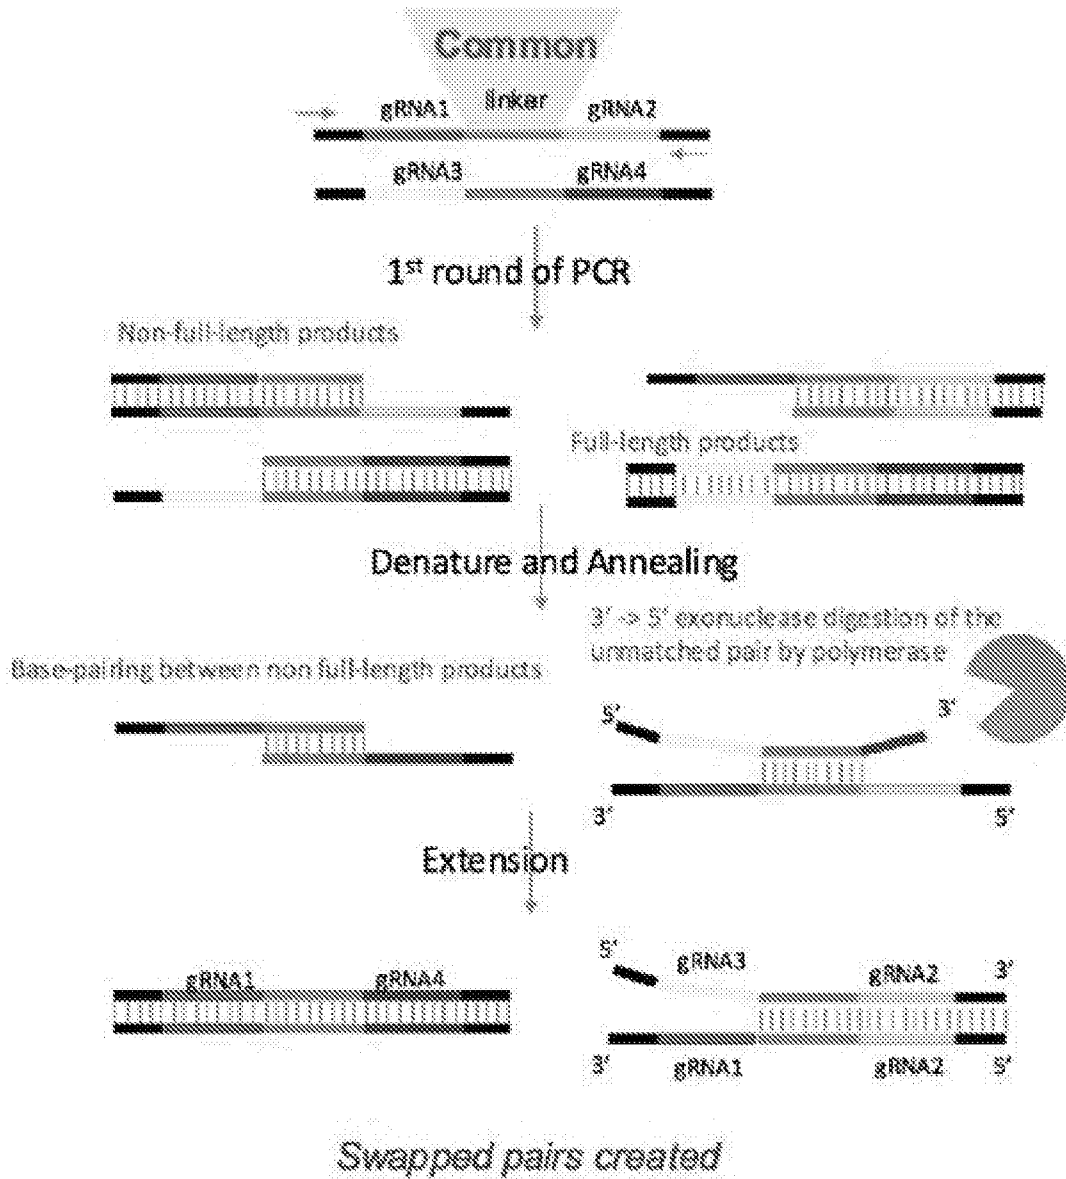 Common
linker
gRNA1
gRNA2
gRNA3
gRNA4
1st round of PCR
Non-full-length products
Full-length products
Denature and Annealing
3' -> 5' exonuclease digestion of the
unmatched pair by polymerase
Base-pairing between non full-length products
5'
3'
3'
5'
Extension
gRNA1
gRNA4
5'
gRNA3
gRNA2
3'
3'
gRNA1
gRNA2
5'
Swapped pairs created